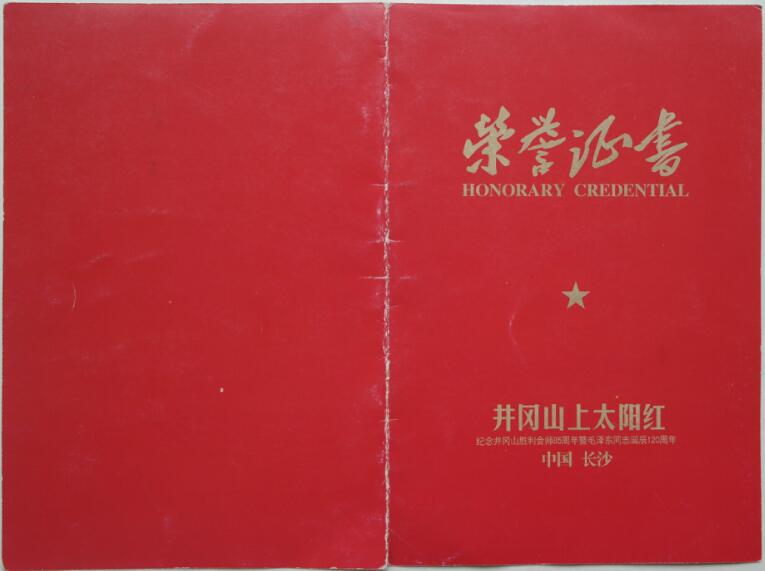 荣誉证书
HONORARY CREDENTIAL
井冈山上太阳红
纪念井冈山胜利会师85周年暨毛泽东同志诞辰120周年
中国 长沙